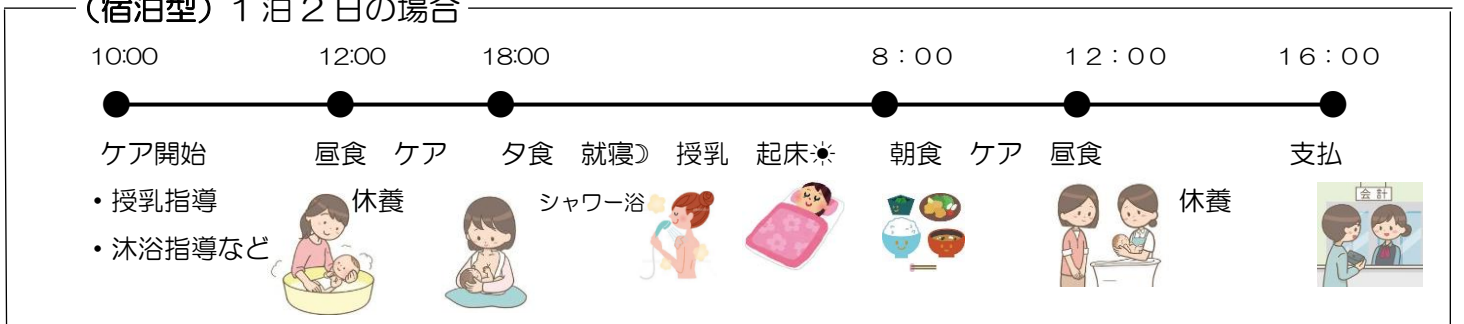 (宿泊型)1泊2日の場合
10:00 12:00 18:00 8:00 12:00 16:00
ケア開始 昼食 ケア 夕食 就寝☽ 授乳 起床☀ 朝食 ケア 昼食 支払
・授乳指導 休養 シャワー浴 休養 会計
・沐浴指導など